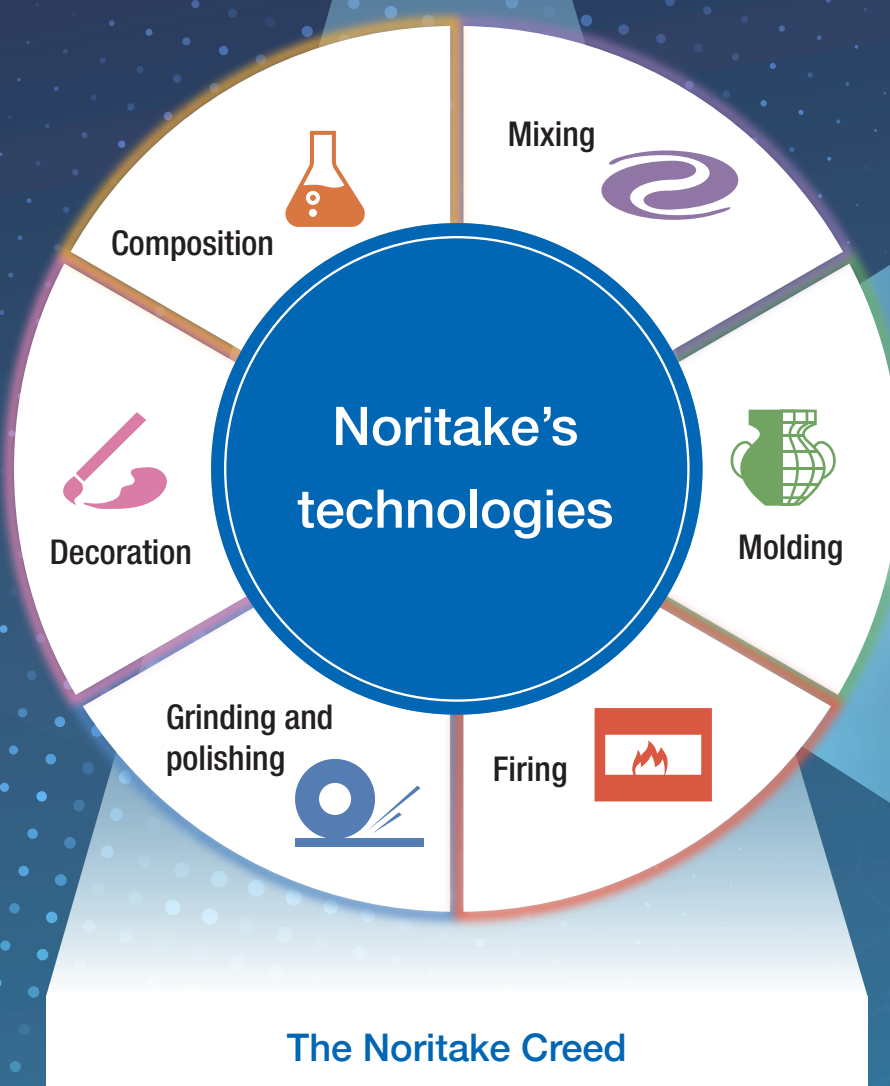 Mixing
Composition
Noritake's
technologies
Molding
Decoration
Grinding and
polishing
Firing
The Noritake Creed